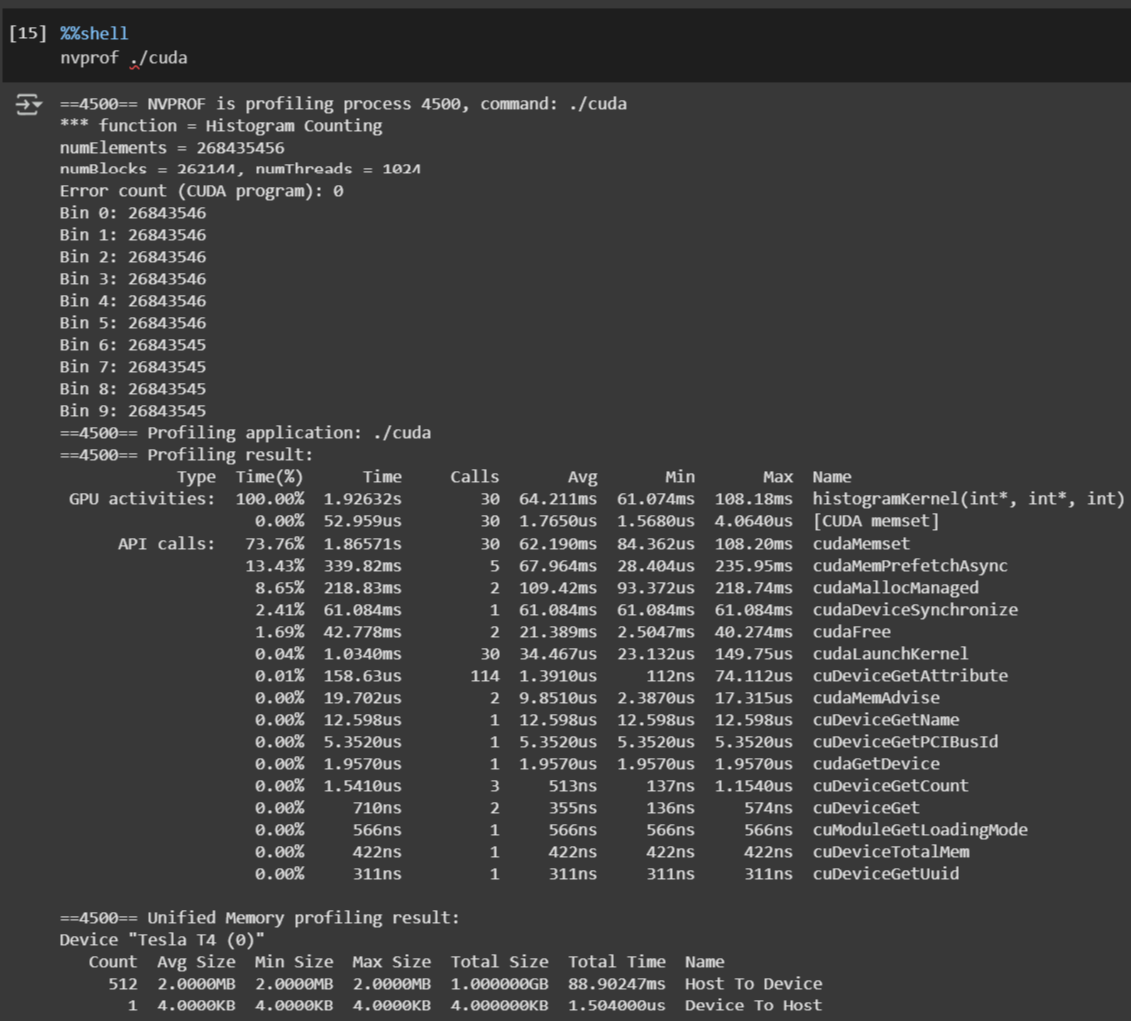 [15] %%shell
nvprof ./cuda
==4500== NVPROF is profiling process 4500, command: ./cuda
*** function = Histogram Counting
numElements = 268435456
numBlocks = 262144, numThreads = 1024
Error count (CUDA program): 0
Bin 0: 26843546
Bin 1: 26843546
Bin 2: 26843546
Bin 3: 26843546
Bin 4: 26843546
Bin 5: 26843546
Bin 6: 26843545
Bin 7: 26843545
Bin 8: 26843545
Bin 9: 26843545
==4500== Profiling application: ./cuda
==4500== Profiling result:
Type Time(%) Time Calls Avg Min Max Name
GPU activities: 100.00% 1.92632s 30 64.211ms 61.074ms 108.18ms histogramKernel(int*, int*, int)
0.00% 52.959us 30 1.7650us 1.5680us 4.0640us [CUDA memset]
API calls: 73.76% 1.86571s 30 62.190ms 84.362us 108.20ms cudaMemset
13.43% 339.82ms 5 67.964ms 28.404us 235.95ms cudaMemPrefetchAsync
8.65% 218.83ms 2 109.42ms 93.372us 218.74ms cudaMallocManaged
2.41% 61.084ms 1 61.084ms 61.084ms 61.084ms cudaDeviceSynchronize
1.69% 42.778ms 2 21.389ms 2.5047ms 40.274ms cudaFree
0.04% 1.0340ms 30 34.467us 23.132us 149.75us cudaLaunchKernel
0.01% 158.63us 114 1.3910us 112ns 74.112us cuDeviceGetAttribute
0.00% 19.702us 2 9.8510us 2.3870us 17.315us cudaMemAdvise
0.00% 12.598us 1 12.598us 12.598us 12.598us cuDeviceGetName
0.00% 5.3520us 1 5.3520us 5.3520us 5.3520us cuDeviceGetPCIBusId
0.00% 1.9570us 1 1.9570us 1.9570us 1.9570us cudaGetDevice
0.00% 1.5410us 3 513ns 137ns 1.1540us cuDeviceGetCount
0.00% 710ns 2 355ns 136ns 574ns cuDeviceGet
0.00% 566ns 1 566ns 566ns 566ns cuModuleGetLoadingMode
0.00% 422ns 1 422ns 422ns 422ns cuDeviceTotalMem
0.00% 311ns 1 311ns 311ns 311ns cuDeviceGetUuid
==4500== Unified Memory profiling result:
Device "Tesla T4 (0)"
Count Avg Size Min Size Max Size Total Size Total Time Name
512 2.0000MB 2.0000MB 2.0000MB 1.000000GB 88.90247ms Host To Device
1 4.0000KB 4.0000KB 4.0000KB 4.000000KB 1.504000us Device To Host